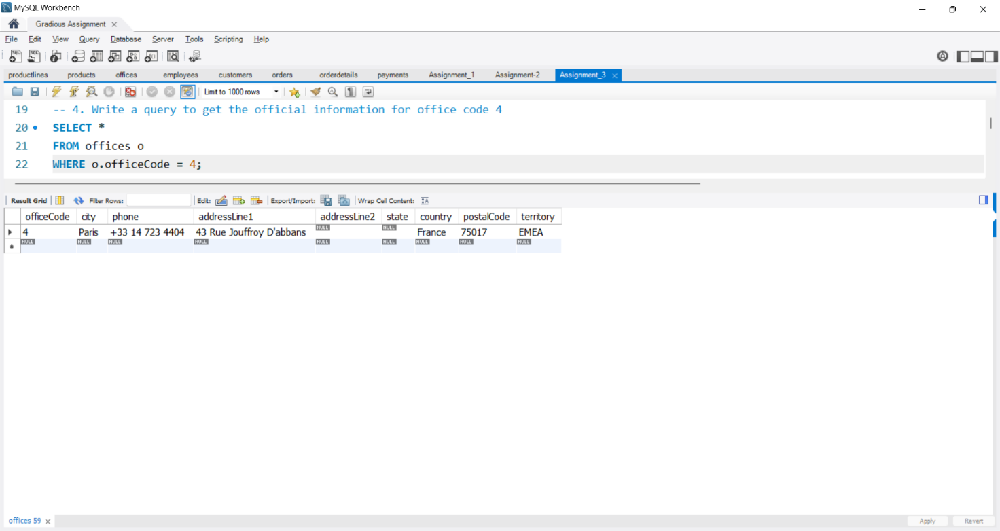 MySQL Workbench
Gradious Assignment
File Edit View Query Database Server Tools Scripting Help
productlines products offices employees customers orders orderdetails payments Assignment_1 Assignment-2 Assignment_3
Limit to 1000 rows
19 -- 4. Write a query to get the official information for office code 4
20 SELECT *
21 FROM offices o
22 WHERE o.officeCode = 4;
Result Grid Filter Rows: Edit: Export/Import: Wrap Cell Content:
officeCode city phone addressLine1 addressLine2 state country postalCode territory
4 Paris +33 14 723 4404 43 Rue Jouffroy D'abbans NULL NULL France 75017 EMEA
NULL NULL NULL NULL NULL NULL NULL NULL NULL
offices 59
Apply Revert